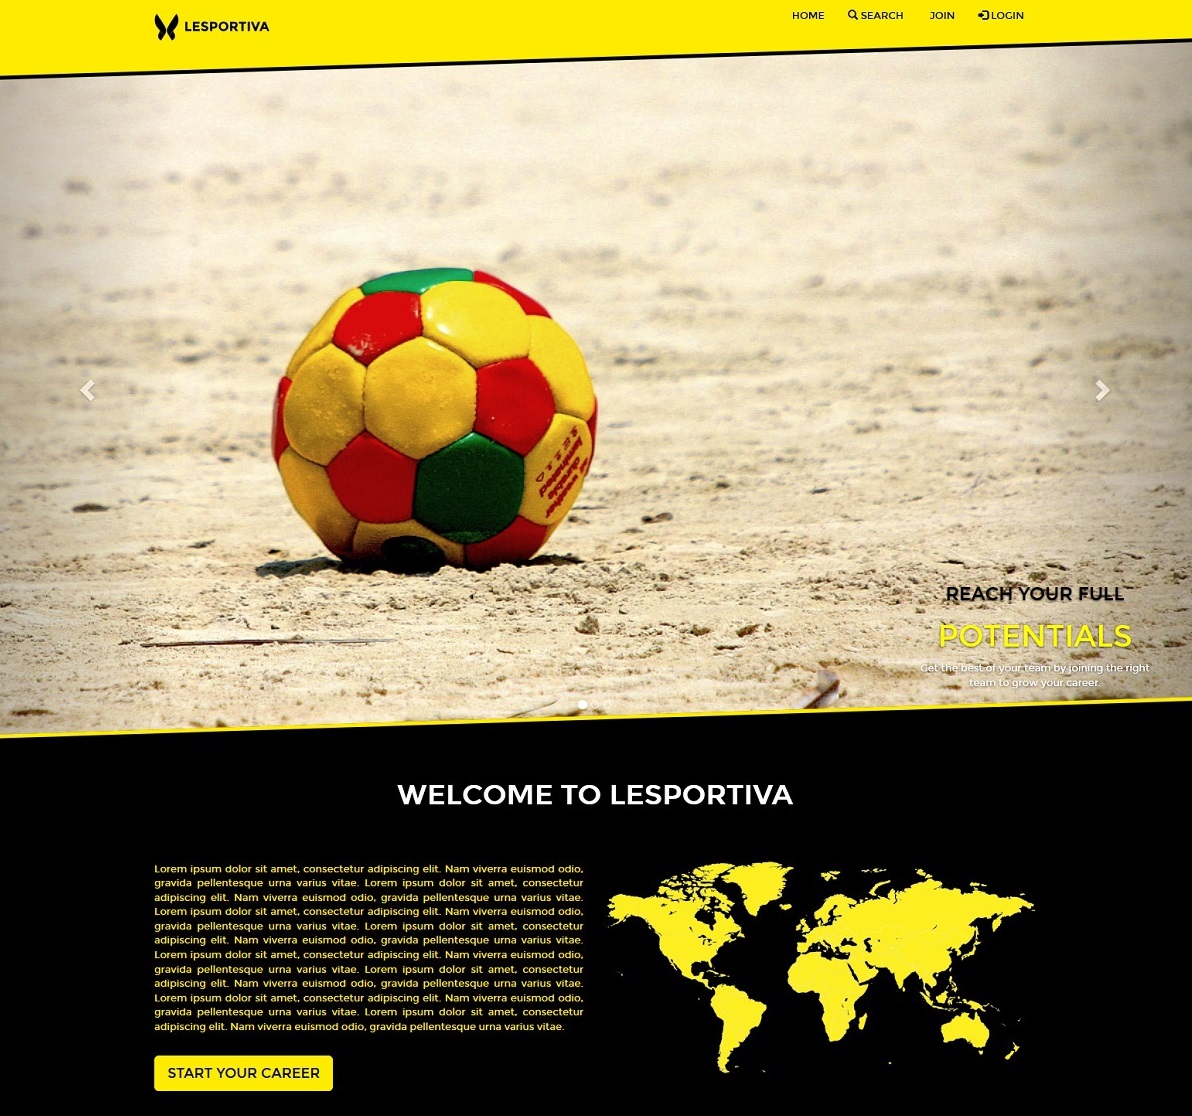 LESPORTIVA
HOME SEARCH JOIN LOGIN
REACH YOUR FULL
POTENTIALS
Get the best of your team by joining the right
team to grow your career.
WELCOME TO LESPORTIVA
Lorem ipsum dolor sit amet, consectetur adipiscing elit. Nam viverra euismod odio,
gravida pellentesque urna varius vitae. Lorem ipsum dolor sit amet, consectetur
adipiscing elit. Nam viverra euismod odio, gravida pellentesque urna varius vitae.
Lorem ipsum dolor sit amet, consectetur adipiscing elit. Nam viverra euismod odio,
gravida pellentesque urna varius vitae. Lorem ipsum dolor sit amet, consectetur
adipiscing elit. Nam viverra euismod odio, gravida pellentesque urna varius vitae.
Lorem ipsum dolor sit amet, consectetur adipiscing elit. Nam viverra euismod odio,
gravida pellentesque urna varius vitae. Lorem ipsum dolor sit amet, consectetur
adipiscing elit. Nam viverra euismod odio, gravida pellentesque urna varius vitae.
Lorem ipsum dolor sit amet, consectetur adipiscing elit. Nam viverra euismod odio,
gravida pellentesque urna varius vitae. Lorem ipsum dolor sit amet, consectetur
adipiscing elit. Nam viverra euismod odio, gravida pellentesque urna varius vitae.
START YOUR CAREER